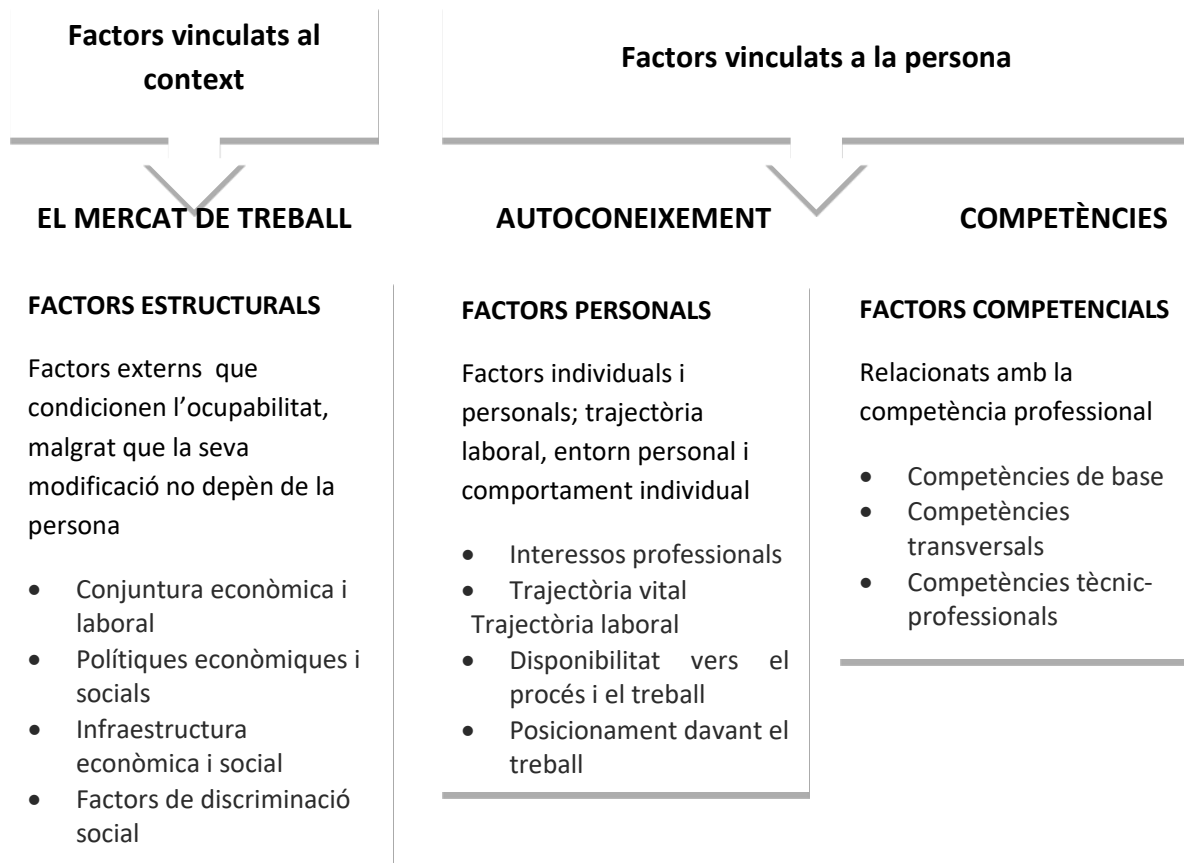 Factors vinculats al
context
Factors vinculats a la persona
EL MERCAT DE TREBALL
FACTORS ESTRUCTURALS
Factors externs que
condicionen l’ocupabilitat,
malgrat que la seva
modificació no depèn de la
persona
• Conjuntura econòmica i
laboral
• Polítiques econòmiques i
socials
• Infraestructura
econòmica i social
• Factors de discriminació
social
AUTOCONEIXEMENT
FACTORS PERSONALS
Factors individuals i
personals; trajectòria
laboral, entorn personal i
comportament individual
• Interessos professionals
• Trajectòria vital
Trajectòria laboral
• Disponibilitat vers el
procés i el treball
• Posicionament davant el
treball
COMPETÈNCIES
FACTORS COMPETENCIALS
Relacionats amb la
competència professional
• Competències de base
• Competències
transversals
• Competències tècnic-
professionals